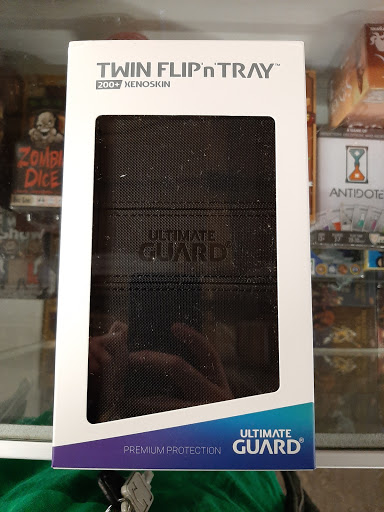 TWIN FLIP'n'TRAY™
200+ XENOSKIN
ZOMBIE
DICE
ANTIDOTE
ULTIMATE
GUARD®
PREMIUM PROTECTION
ULTIMATE
GUARD®